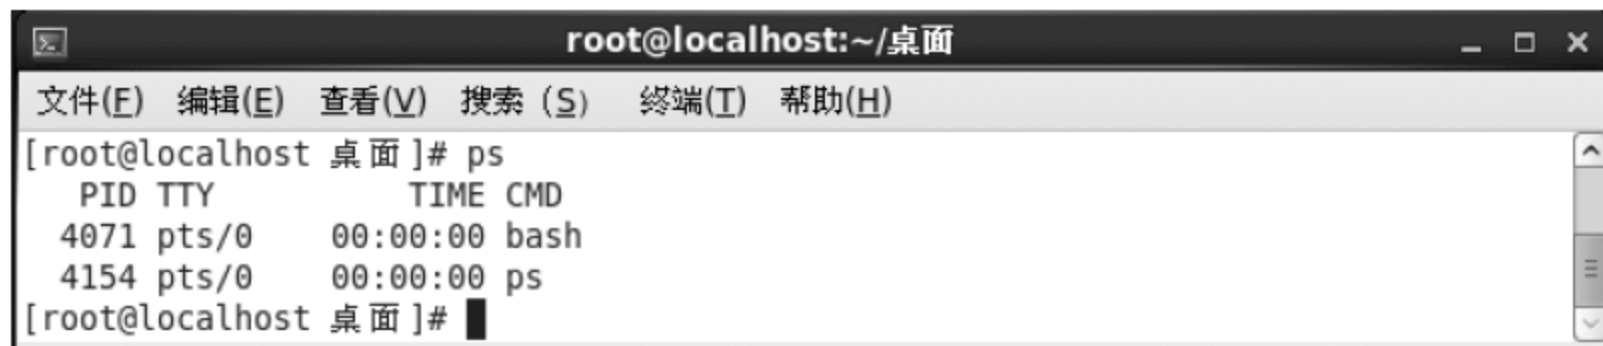 root@localhost:~/桌面
文件(F) 编辑(E) 查看(V) 搜索（S） 终端(T) 帮助(H)
[root@localhost 桌面]# ps
PID TTY TIME CMD
4071 pts/0 00:00:00 bash
4154 pts/0 00:00:00 ps
[root@localhost 桌面]#